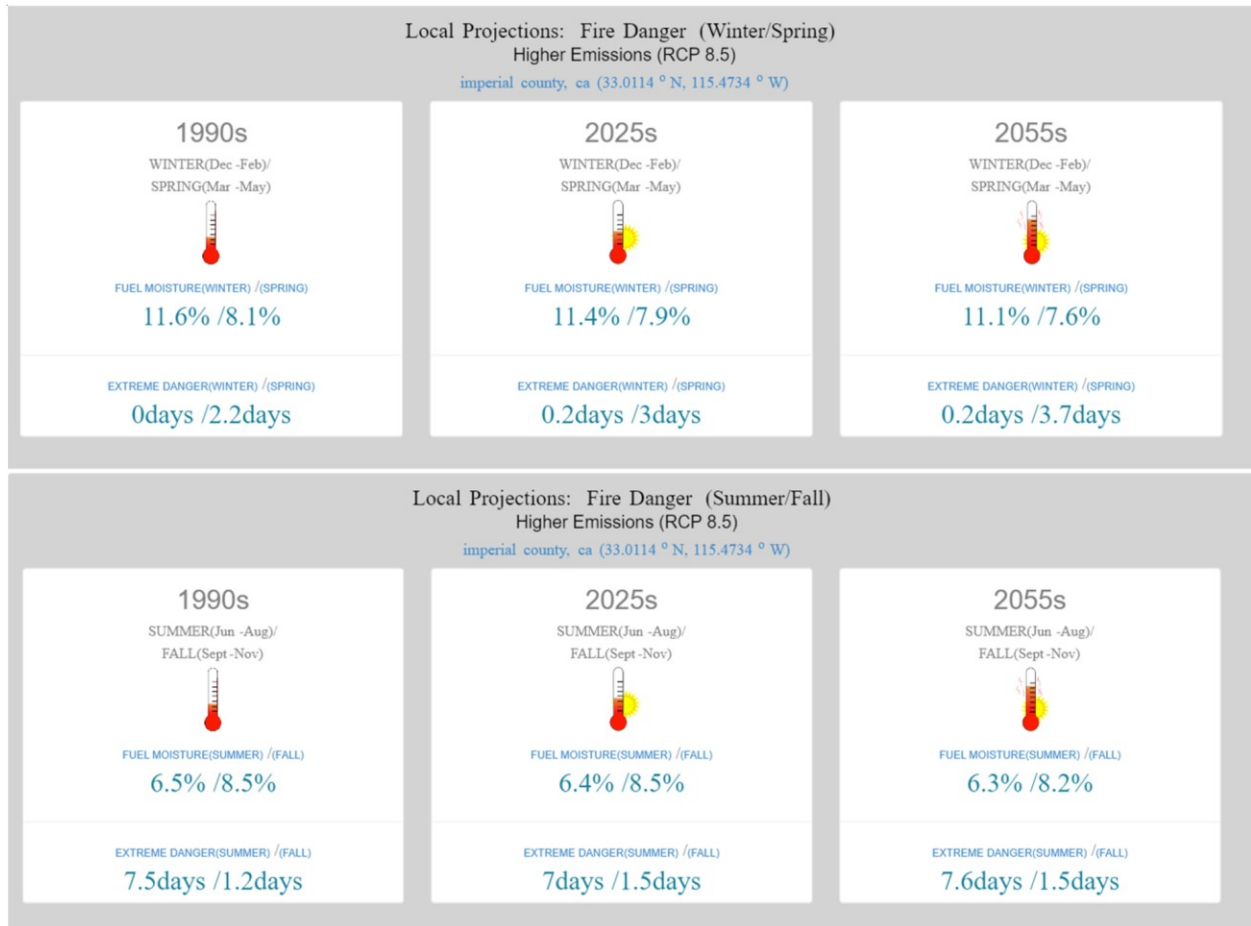 Local Projections: Fire Danger (Winter/Spring)
Higher Emissions (RCP 8.5)
imperial county, ca (33.0114 ° N, 115.4734 ° W)
1990s
WINTER(Dec -Feb)/
SPRING(Mar -May)
FUEL MOISTURE(WINTER) /(SPRING)
11.6% /8.1%
EXTREME DANGER(WINTER) /(SPRING)
0days /2.2days
2025s
WINTER(Dec -Feb)/
SPRING(Mar -May)
FUEL MOISTURE(WINTER) /(SPRING)
11.4% /7.9%
EXTREME DANGER(WINTER) /(SPRING)
0.2days /3days
2055s
WINTER(Dec -Feb)/
SPRING(Mar -May)
FUEL MOISTURE(WINTER) /(SPRING)
11.1% /7.6%
EXTREME DANGER(WINTER) /(SPRING)
0.2days /3.7days
Local Projections: Fire Danger (Summer/Fall)
Higher Emissions (RCP 8.5)
imperial county, ca (33.0114 ° N, 115.4734 ° W)
1990s
SUMMER(Jun -Aug)/
FALL(Sept -Nov)
FUEL MOISTURE(SUMMER) /(FALL)
6.5% /8.5%
EXTREME DANGER(SUMMER) /(FALL)
7.5days /1.2days
2025s
SUMMER(Jun -Aug)/
FALL(Sept -Nov)
FUEL MOISTURE(SUMMER) /(FALL)
6.4% /8.5%
EXTREME DANGER(SUMMER) /(FALL)
7days /1.5days
2055s
SUMMER(Jun -Aug)/
FALL(Sept -Nov)
FUEL MOISTURE(SUMMER) /(FALL)
6.3% /8.2%
EXTREME DANGER(SUMMER) /(FALL)
7.6days /1.5days